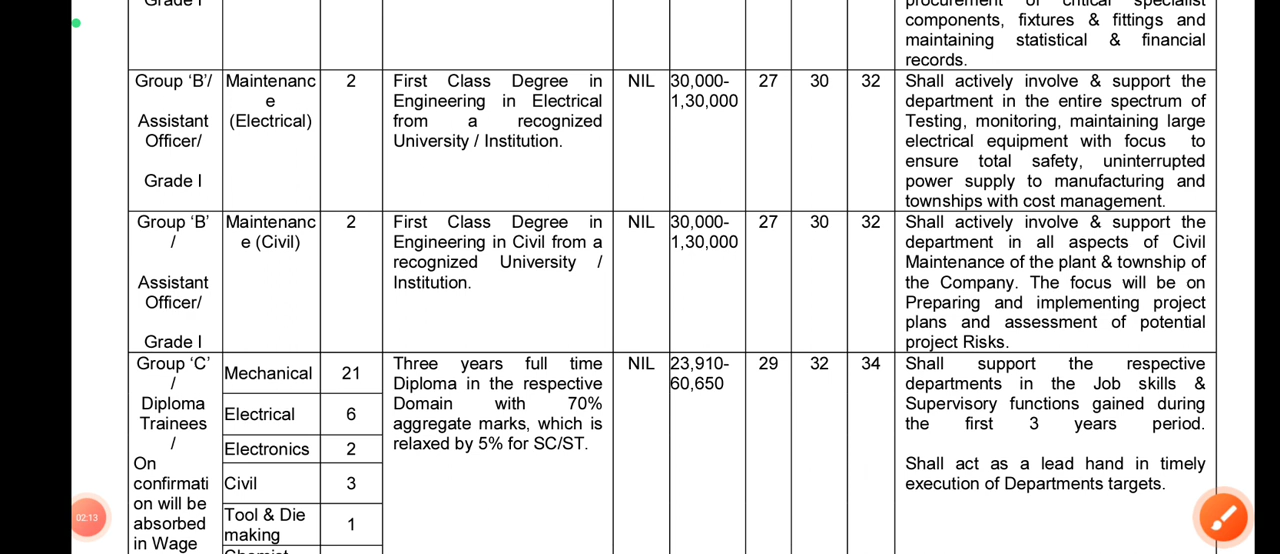 Grade I
procurement of critical specialist
components, fixtures & fittings and
maintaining statistical & financial
records.
Group ‘B’/
Assistant
Officer/
Grade I
Maintenanc
e
(Electrical)
2
First Class Degree in
Engineering in Electrical
from a recognized
University / Institution.
NIL
30,000-
1,30,000
27
30
32
Shall actively involve & support the
department in the entire spectrum of
Testing, monitoring, maintaining large
electrical equipment with focus to
ensure total safety, uninterrupted
power supply to manufacturing and
townships with cost management.
Group ‘B’
/
Assistant
Officer/
Grade I
Maintenanc
e (Civil)
2
First Class Degree in
Engineering in Civil from a
recognized University /
Institution.
NIL
30,000-
1,30,000
27
30
32
Shall actively involve & support the
department in all aspects of Civil
Maintenance of the plant & township of
the Company. The focus will be on
Preparing and implementing project
plans and assessment of potential
project Risks.
Group ‘C’
/
Diploma
Trainees
/
On
confirmati
on will be
absorbed
in Wage
Mechanical
21
Electrical
6
Electronics
2
Civil
3
Tool & Die
making
1
Chemist
Three years full time
Diploma in the respective
Domain with 70%
aggregate marks, which is
relaxed by 5% for SC/ST.
NIL
23,910-
60,650
29
32
34
Shall support the respective
departments in the Job skills &
Supervisory functions gained during
the first 3 years period.
Shall act as a lead hand in timely
execution of Departments targets.
02:13